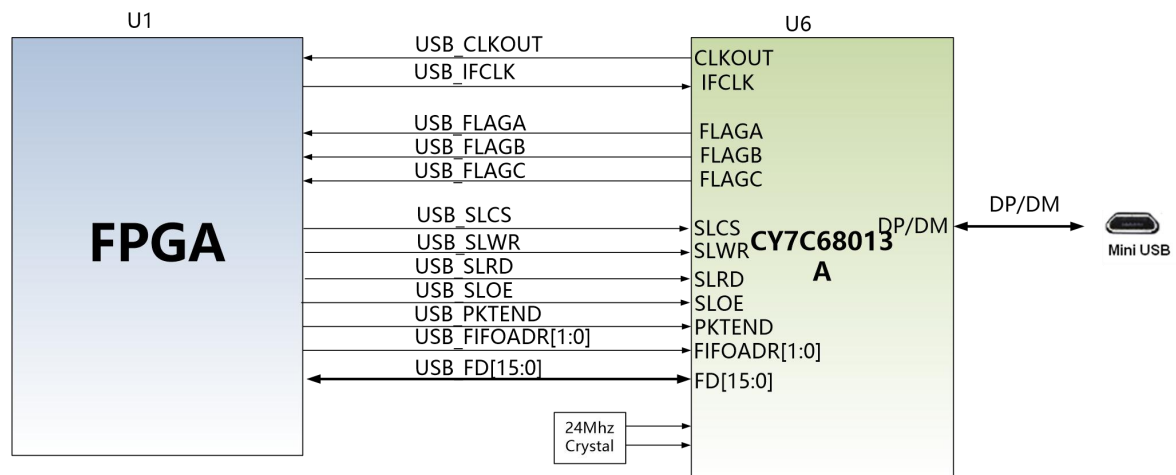 U1
U6
FPGA
USB_CLKOUT
USB_IFCLK
USB_FLAGA
USB_FLAGB
USB_FLAGC
USB_SLCS
USB_SLWR
USB_SLRD
USB_SLOE
USB_PKTEND
USB_FIFOADR[1:0]
USB_FD[15:0]
24Mhz
Crystal
CLKOUT
IFCLK
FLAGA
FLAGB
FLAGC
SLCS
SLWR
SLRD
SLOE
PKTEND
FIFOADR[1:0]
FD[15:0]
CY7C68013
A
DP/DM
DP/DM
Mini USB